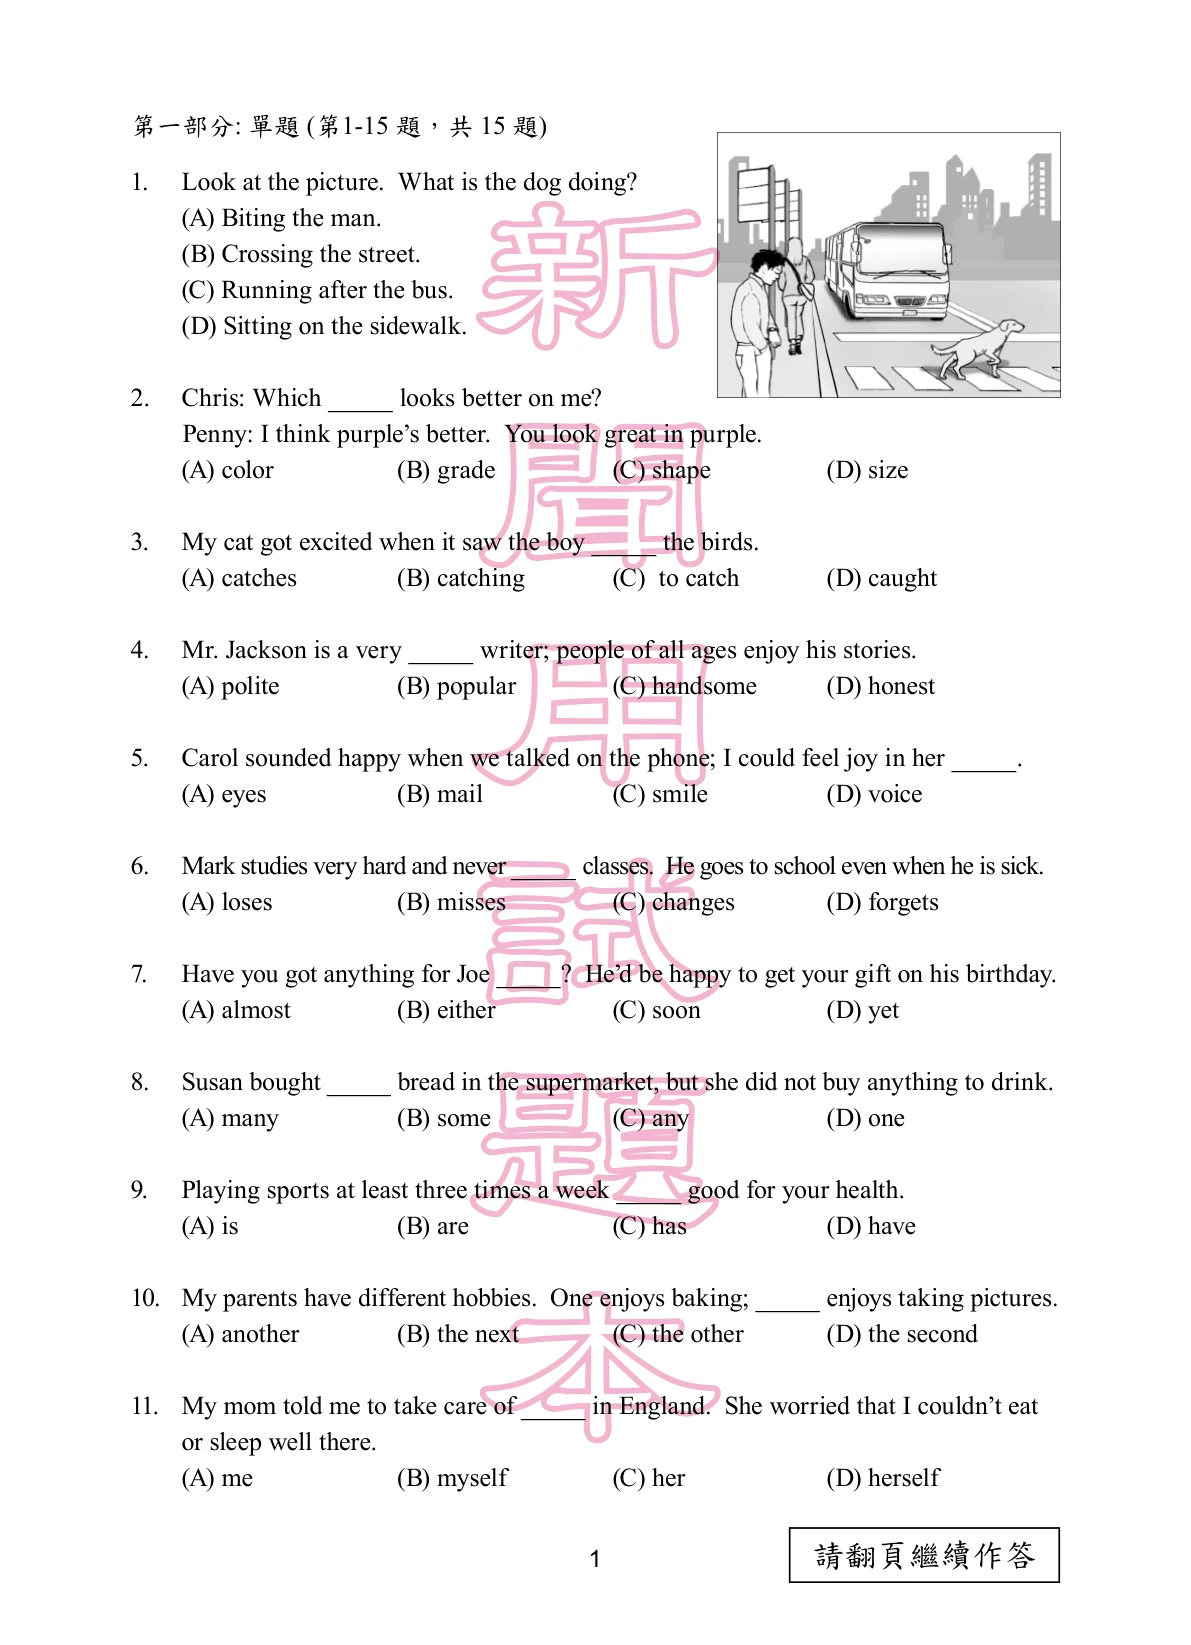 第一部分: 單題 (第1-15 題，共 15 題)
1. Look at the picture. What is the dog doing?
(A) Biting the man.
(B) Crossing the street.
(C) Running after the bus.
(D) Sitting on the sidewalk.
2. Chris: Which _____ looks better on me?
Penny: I think purple’s better. You look great in purple.
(A) color (B) grade (C) shape (D) size
3. My cat got excited when it saw the boy _____ the birds.
(A) catches (B) catching (C) to catch (D) caught
4. Mr. Jackson is a very _____ writer; people of all ages enjoy his stories.
(A) polite (B) popular (C) handsome (D) honest
5. Carol sounded happy when we talked on the phone; I could feel joy in her _____.
(A) eyes (B) mail (C) smile (D) voice
6. Mark studies very hard and never _____ classes. He goes to school even when he is sick.
(A) loses (B) misses (C) changes (D) forgets
7. Have you got anything for Joe _____? He’d be happy to get your gift on his birthday.
(A) almost (B) either (C) soon (D) yet
8. Susan bought _____ bread in the supermarket, but she did not buy anything to drink.
(A) many (B) some (C) any (D) one
9. Playing sports at least three times a week _____ good for your health.
(A) is (B) are (C) has (D) have
10. My parents have different hobbies. One enjoys baking; _____ enjoys taking pictures.
(A) another (B) the next (C) the other (D) the second
11. My mom told me to take care of _____ in England. She worried that I couldn’t eat
or sleep well there.
(A) me (B) myself (C) her (D) herself
新聞用試題本
1
請翻頁繼續作答